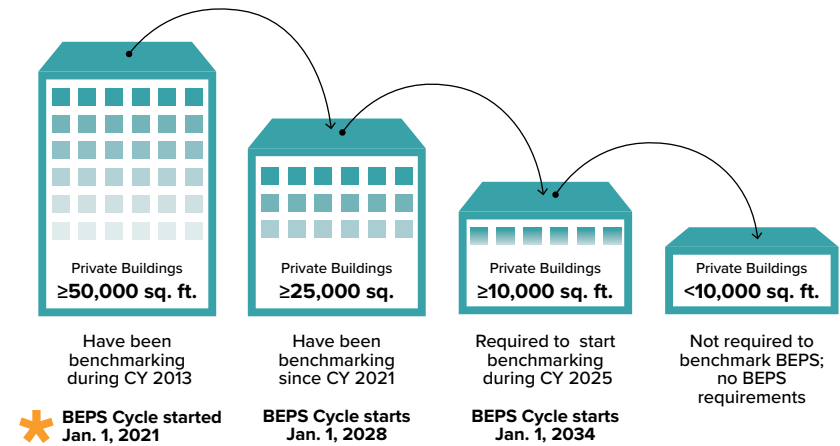 Private Buildings
≥50,000 sq. ft.
Have been
benchmarking
during CY 2013
BEPS Cycle started
Jan. 1, 2021
Private Buildings
≥25,000 sq.
Have been
benchmarking
since CY 2021
BEPS Cycle starts
Jan. 1, 2028
Private Buildings
≥10,000 sq. ft.
Required to start
benchmarking
during CY 2025
BEPS Cycle starts
Jan. 1, 2034
Private Buildings
<10,000 sq. ft.
Not required to
benchmark BEPS;
no BEPS
requirements